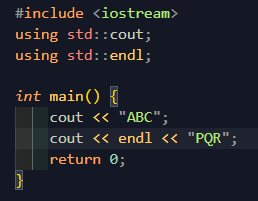 #include <iostream>
using std::cout;
using std::endl;

int main() {
    cout << "ABC";
    cout << endl << "PQR";
    return 0;
}